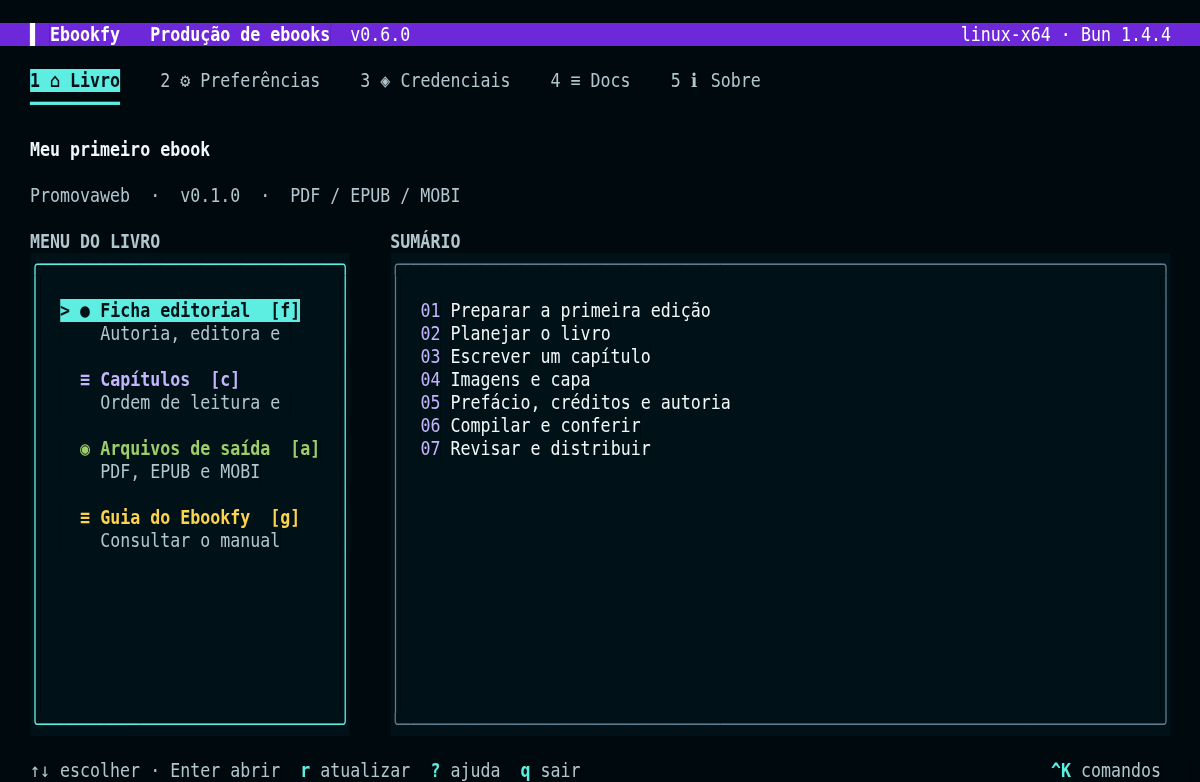 Ebookfy Produção de ebooks v0.6.0 linux-x64 · Bun 1.4.4
1 ⌂ Livro 2 ⚙ Preferências 3 ◈ Credenciais 4 ≡ Docs 5 ℹ Sobre
Meu primeiro ebook
Promovaweb · v0.1.0 · PDF / EPUB / MOBI
MENU DO LIVRO
> ● Ficha editorial [f]
Autoria, editora e
≡ Capítulos [c]
Ordem de leitura e
◉ Arquivos de saída [a]
PDF, EPUB e MOBI
≡ Guia do Ebookfy [g]
Consultar o manual
SUMÁRIO
01 Preparar a primeira edição
02 Planejar o livro
03 Escrever um capítulo
04 Imagens e capa
05 Prefácio, créditos e autoria
06 Compilar e conferir
07 Revisar e distribuir
↑↓ escolher · Enter abrir r atualizar ? ajuda q sair ^K comandos